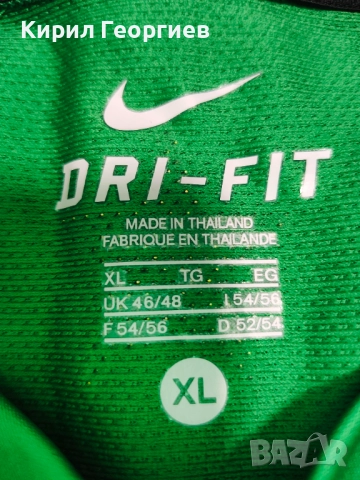 Кирил Георгиев
DRI-FIT
MADE IN THAILAND
FABRIQUE EN THAILANDE
XL TG EG
UK 46/48 I 54/56
F 54/56 D 52/54
XL
BAZAR